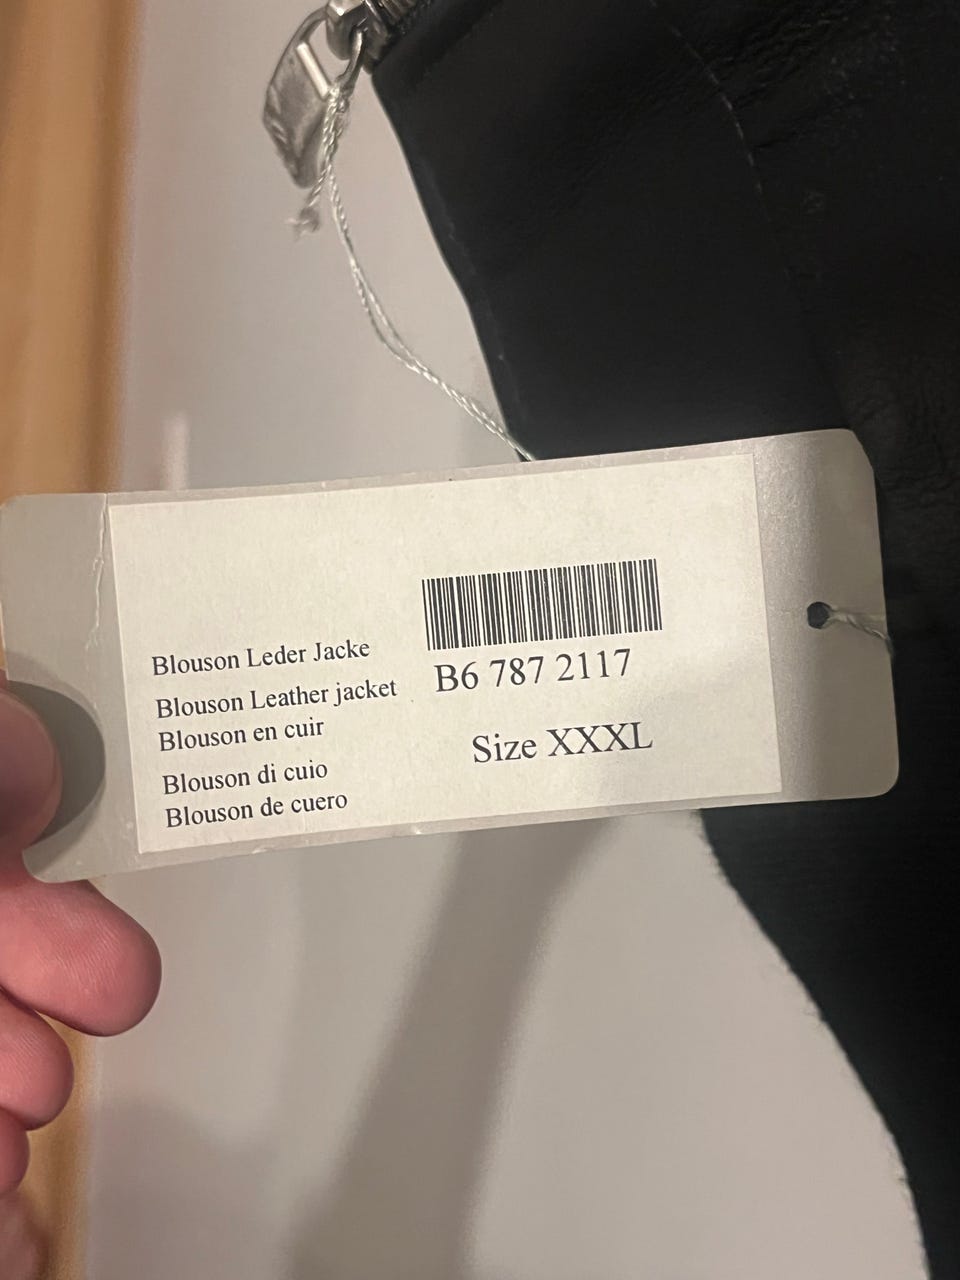 Blouson Leder Jacke
Blouson Leather jacket
Blouson en cuir
Blouson di cuio
Blouson de cuero
B6 787 2117
Size XXXL